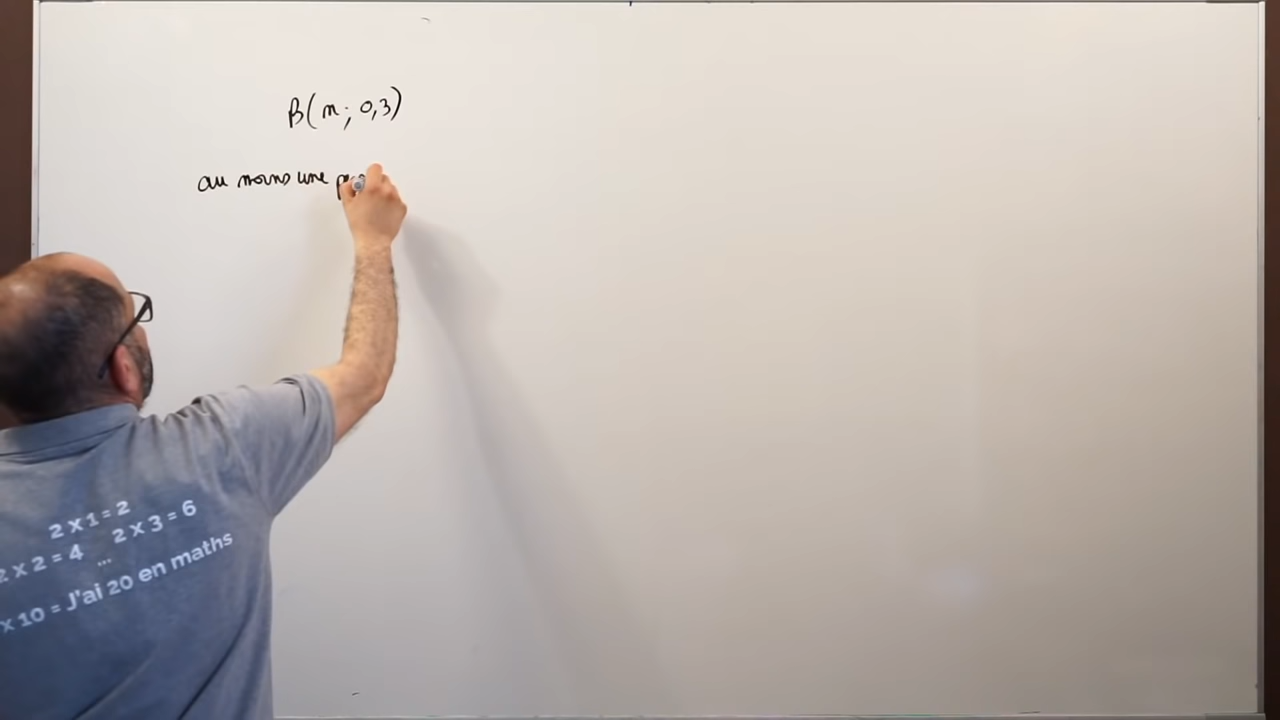 B(n; 0,3)
au moins une
2 x 1 = 2
2 x 2 = 4 ... 2 x 3 = 6
x 10 = J'ai 20 en maths